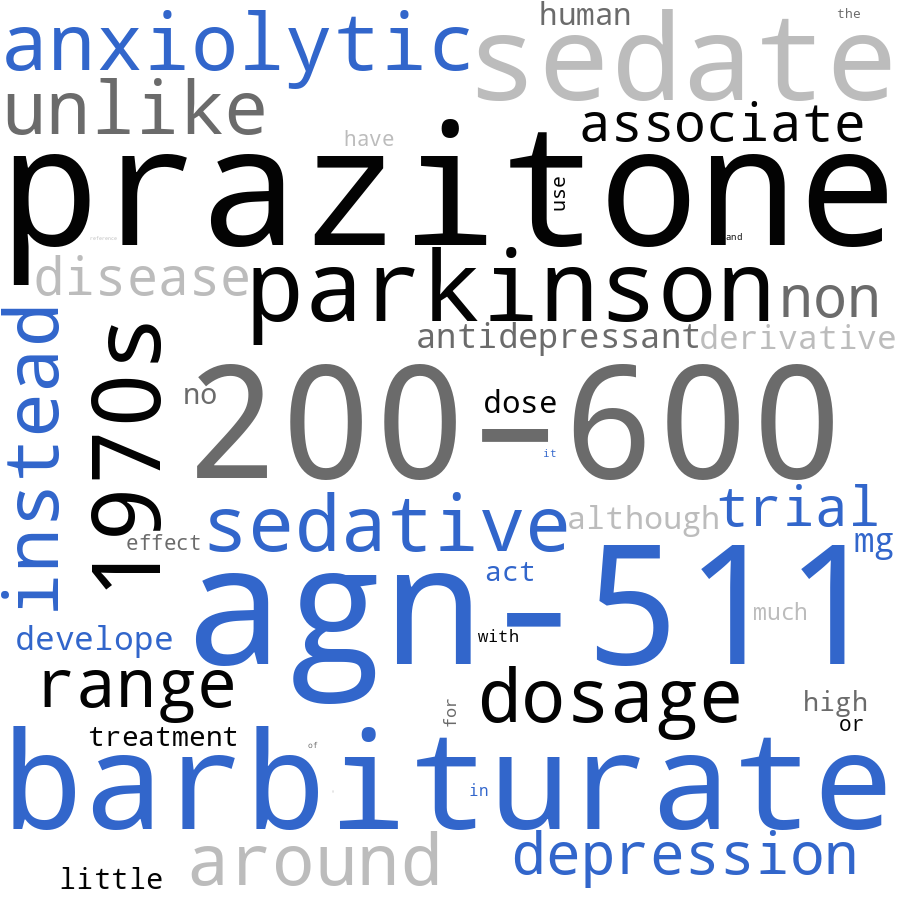 human
the
anxiolytic
sedate
unlike
associate
have
prazitone
use
and
reference
disease
parkinson
non
antidepressant
derivative
instead
1970s
no
200-600
dose
it
sedative
although
trial
effect
mg
agn-511
act
much
with
develope
range
dosage
for
high
or
treatment
barbiturate
of
in
around
depression
little